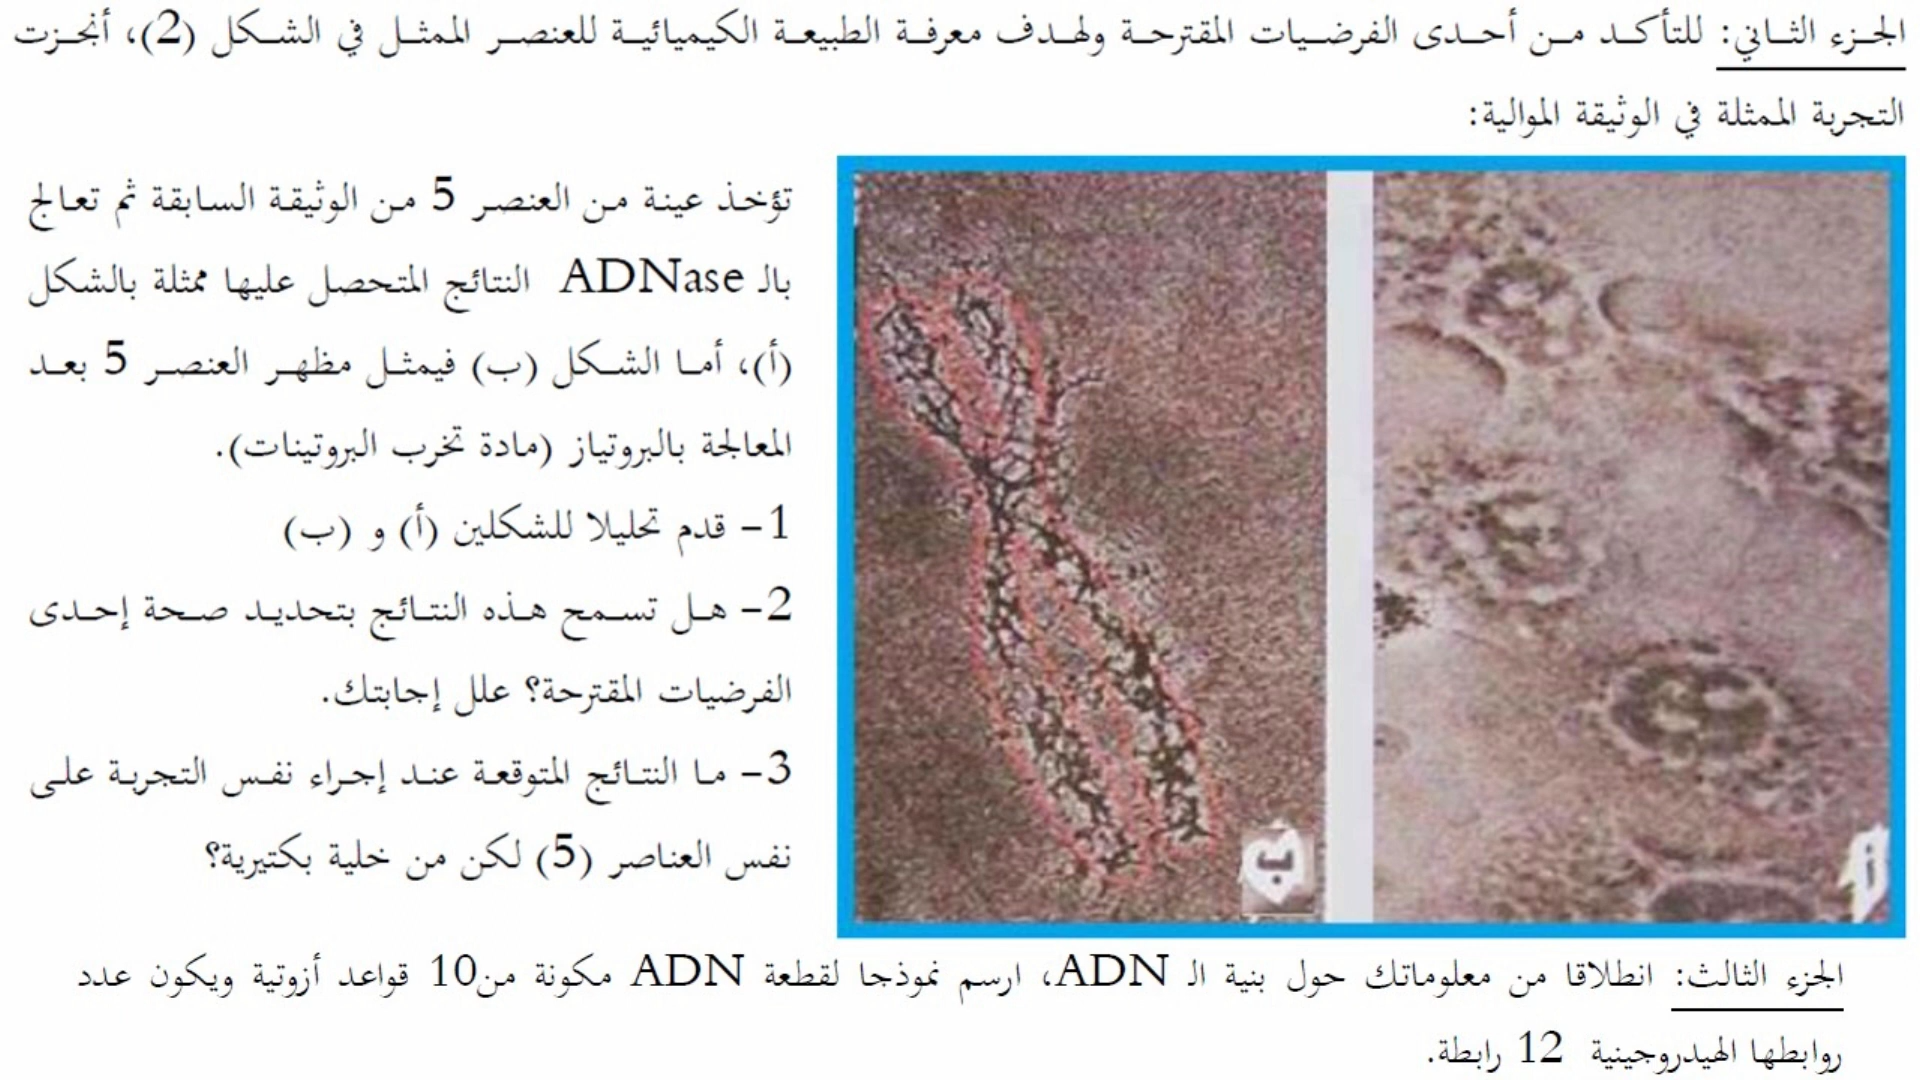 الجزء الثاني: للتأكد من أحدى الفرضيات المقترحة ولهدف معرفة الطبيعة الكيميائية للعنصر الممثل في الشكل (2)، أنجزت
التجربة الممثلة في الوثيقة الموالية:
تؤخذ عينة من العنصر 5 من الوثيقة السابقة ثم تعالج
بالـ ADNase النتائج المتحصل عليها ممثلة بالشكل
(أ)، أما الشكل (ب) فيمثل مظهر العنصر 5 بعد
المعالجة بالبروتياز (مادة تخرب البروتينات).
1- قدم تحليلا للشكلين (أ) و (ب)
2- هل تسمح هذه النتائج بتحديد صحة إحدى
الفرضيات المقترحة؟ علل إجابتك.
3- ما النتائج المتوقعة عند إجراء نفس التجربة على
نفس العناصر (5) لكن من خلية بكتيرية؟
أ
ب
الجزء الثالث: انطلاقا من معلوماتك حول بنية الـ ADN، ارسم نموذجا لقطعة ADN مكونة من10 قواعد أزوتية ويكون عدد
روابطها الهيدروجينية 12 رابطة.